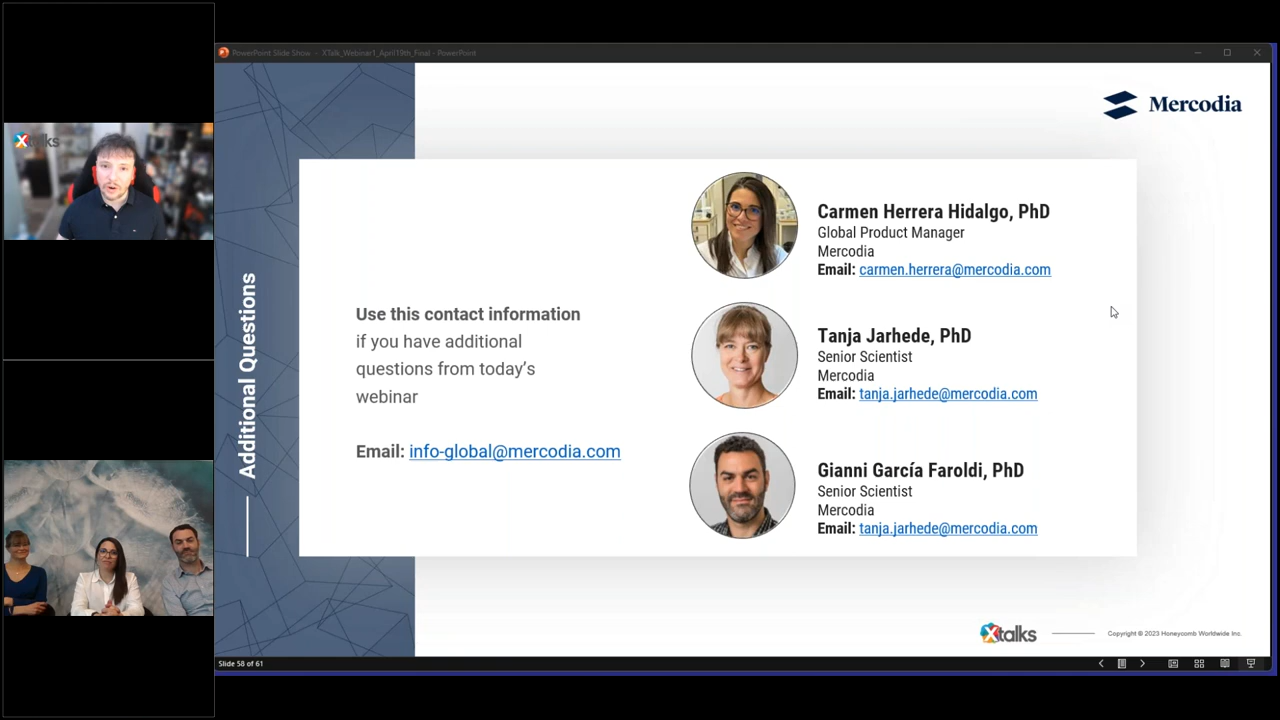 PowerPoint Slide Show - XTalk_Webinar1_April19th_Final - PowerPoint
Xtalks
Mercodia
Additional Questions
Use this contact information
if you have additional
questions from today's
webinar
Email: info-global@mercodia.com
Carmen Herrera Hidalgo, PhD
Global Product Manager
Mercodia
Email: carmen.herrera@mercodia.com
Tanja Jarhede, PhD
Senior Scientist
Mercodia
Email: tanja.jarhede@mercodia.com
Gianni García Faroldi, PhD
Senior Scientist
Mercodia
Email: tanja.jarhede@mercodia.com
Xtalks
Copyright © 2023 Honeycomb Worldwide Inc.
Slide 58 of 61